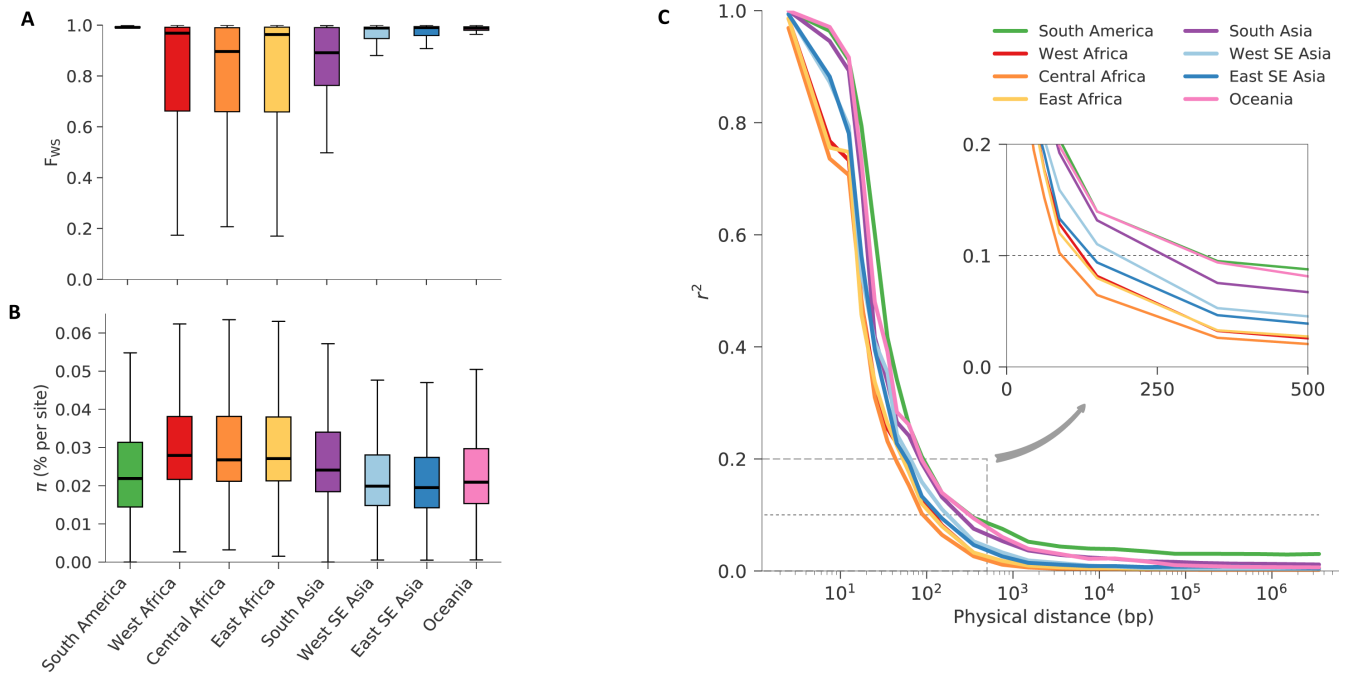 A
1.0
0.8
0.6
1.0
0.4
0.2
0.0
F_WS
B
0.06
0.05
0.04
0.03
0.02
0.01
0.00
π (% per site)
South America
West Africa
Central Africa
East Africa
South Asia
West SE Asia
East SE Asia
Oceania
C
1.0
0.8
0.6
0.4
0.2
0.0
r²
10¹
10²
10³
10⁴
10⁵
10⁶
Physical distance (bp)
South America
West Africa
Central Africa
East Africa
South Asia
West SE Asia
East SE Asia
Oceania
0.2
0.1
0.0
0
250
500